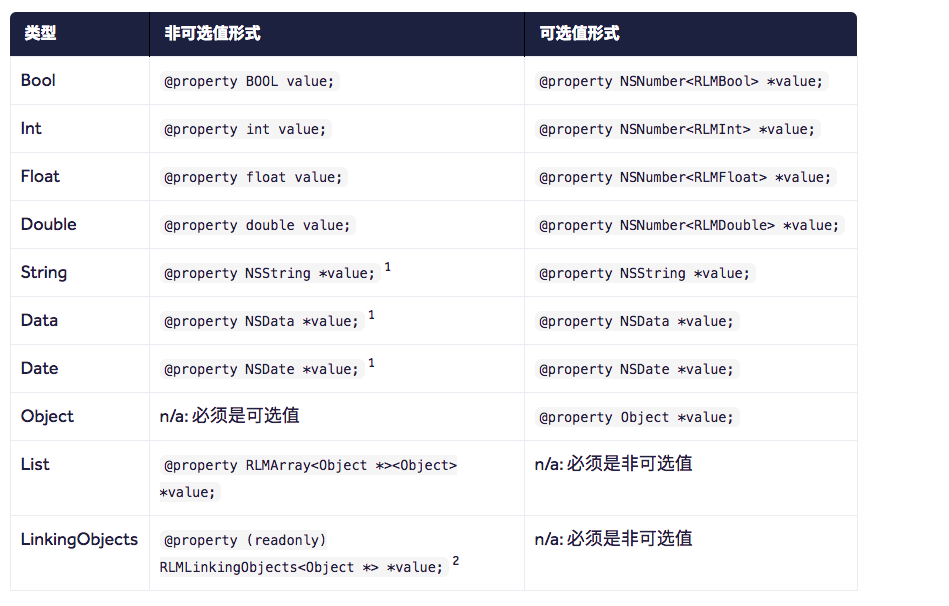 类型 非可选值形式 可选值形式
Bool @property BOOL value; @property NSNumber<RLMBool> *value;
Int @property int value; @property NSNumber<RLMInt> *value;
Float @property float value; @property NSNumber<RLMFloat> *value;
Double @property double value; @property NSNumber<RLMDouble> *value;
String @property NSString *value; 1 @property NSString *value;
Data @property NSData *value; 1 @property NSData *value;
Date @property NSDate *value; 1 @property NSDate *value;
Object n/a: 必须是可选值 @property Object *value;
List @property RLMArray<Object *><Object> n/a: 必须是非可选值
*value;
LinkingObjects @property (readonly) n/a: 必须是非可选值
RLMLinkingObjects<Object *> *value; 2